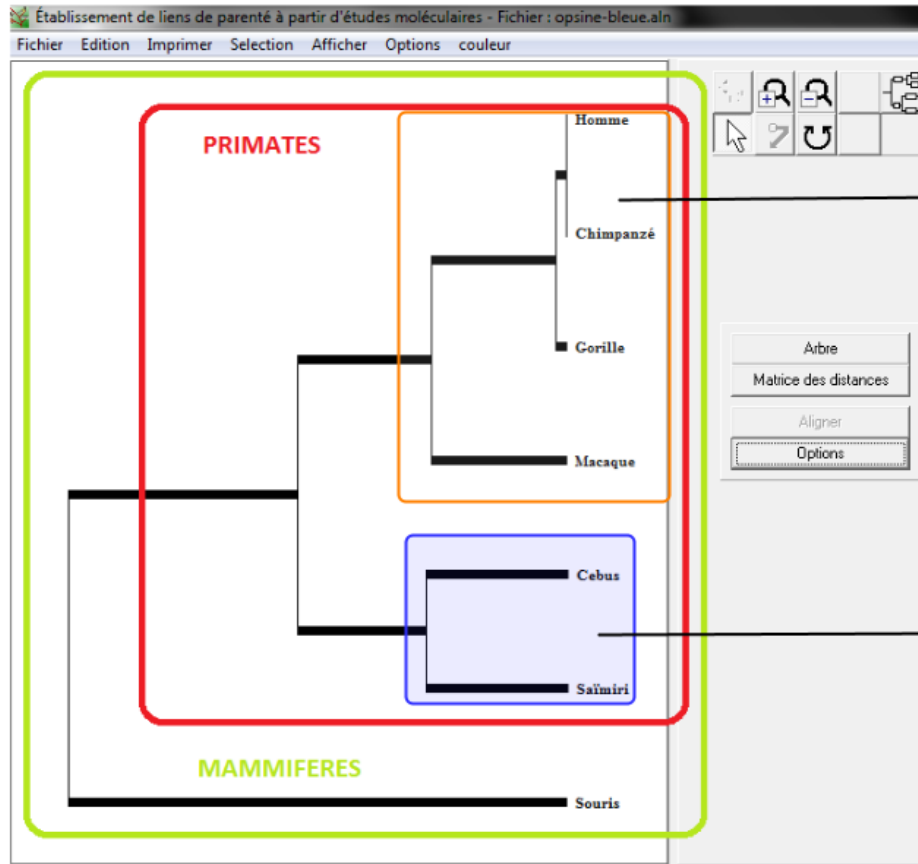 Établissement de liens de parenté à partir d'études moléculaires - Fichier : opsine-bleue.aln
Fichier Edition Imprimer Selection Afficher Options couleur
PRIMATES
Homme
Chimpanzé
Gorille
Macaque
Cebus
Saïmiri
MAMMIFERES
Souris
Arbre
Matrice des distances
Aligner
Options